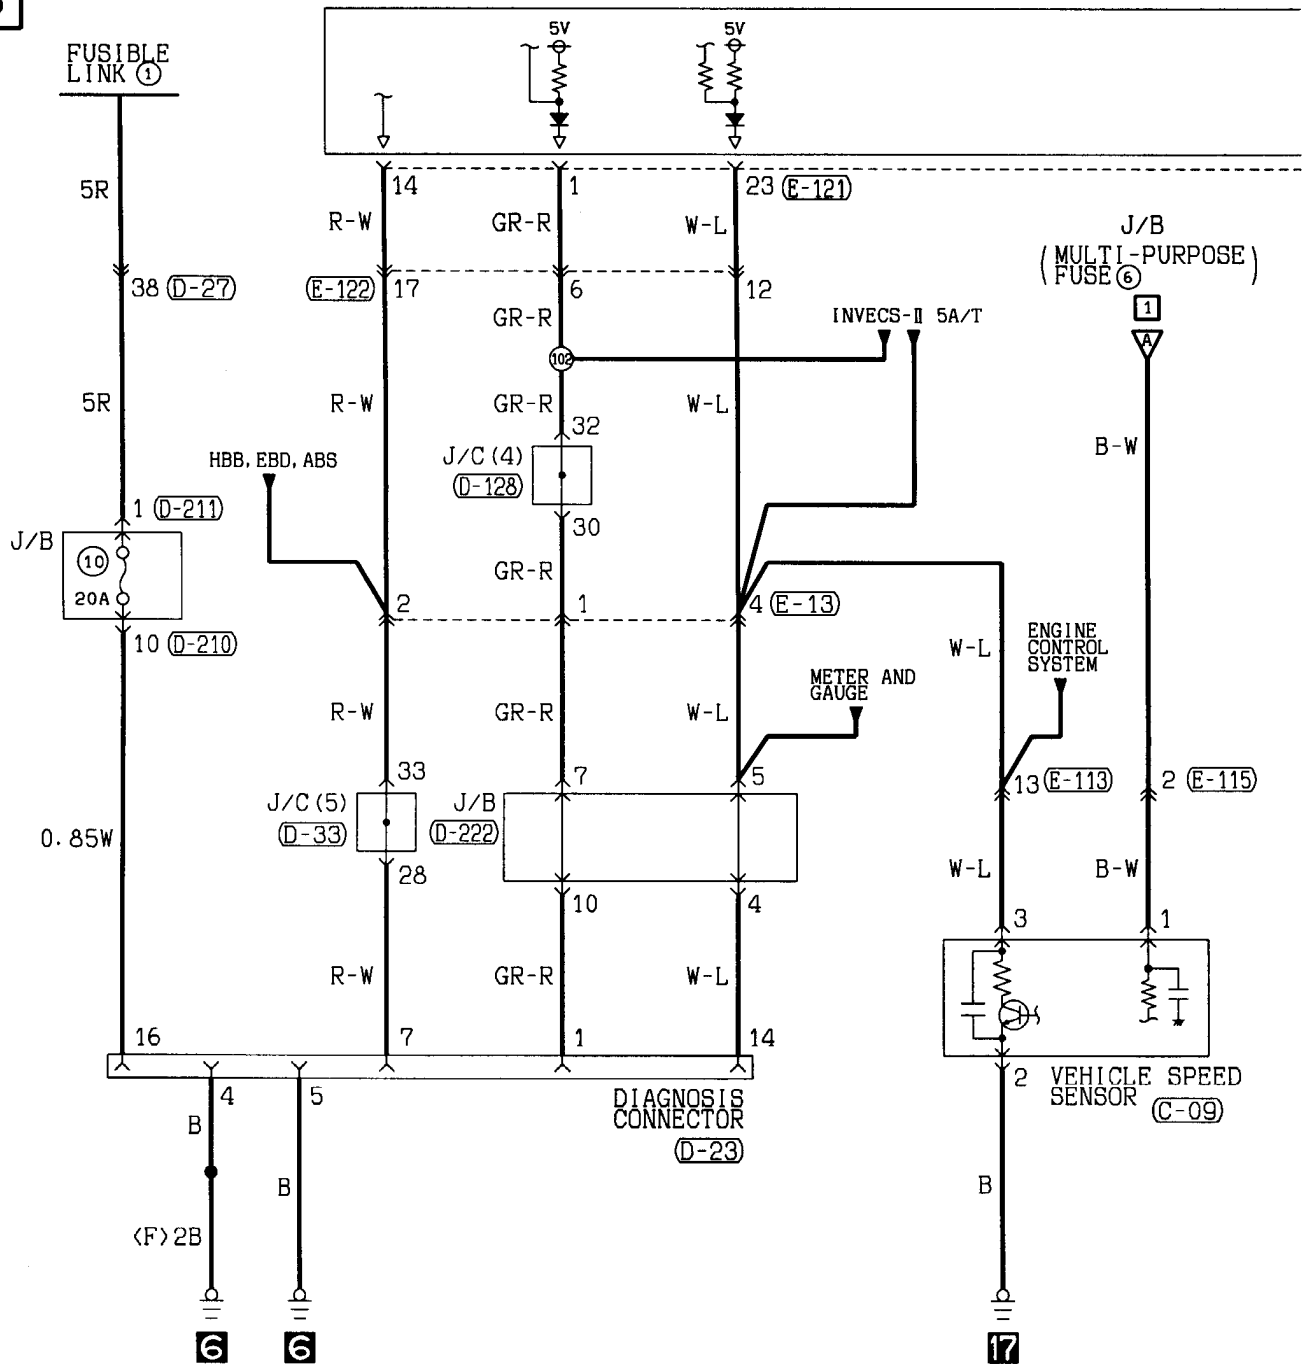 FUSIBLE
LINK ①
5V
5V
14
1
23 (E-121)
5R
R-W
GR-R
W-L
J/B
(MULTI-PURPOSE)
FUSE ⑥
1
A
38 (D-27)
(E-122) 17
6
12
GR-R
INVECS-Ⅱ 5A/T
102
5R
R-W
GR-R
W-L
32
B-W
HBB, EBD, ABS
J/C (4)
(D-128)
1 (D-211)
30
J/B
⑩
20A
GR-R
2
1
4 (E-13)
10 (D-210)
W-L
ENGINE
CONTROL
SYSTEM
METER AND
GAUGE
R-W
GR-R
W-L
33
7
5
13 (E-113)
2 (E-115)
J/C (5)
(D-33)
J/B
(D-222)
0.85W
28
W-L
B-W
10
4
3
1
R-W
GR-R
W-L
16
7
1
14
4
5
DIAGNOSIS
CONNECTOR
(D-23)
2
VEHICLE SPEED
SENSOR (C-09)
B
B
B
<F>2B
6
6
17